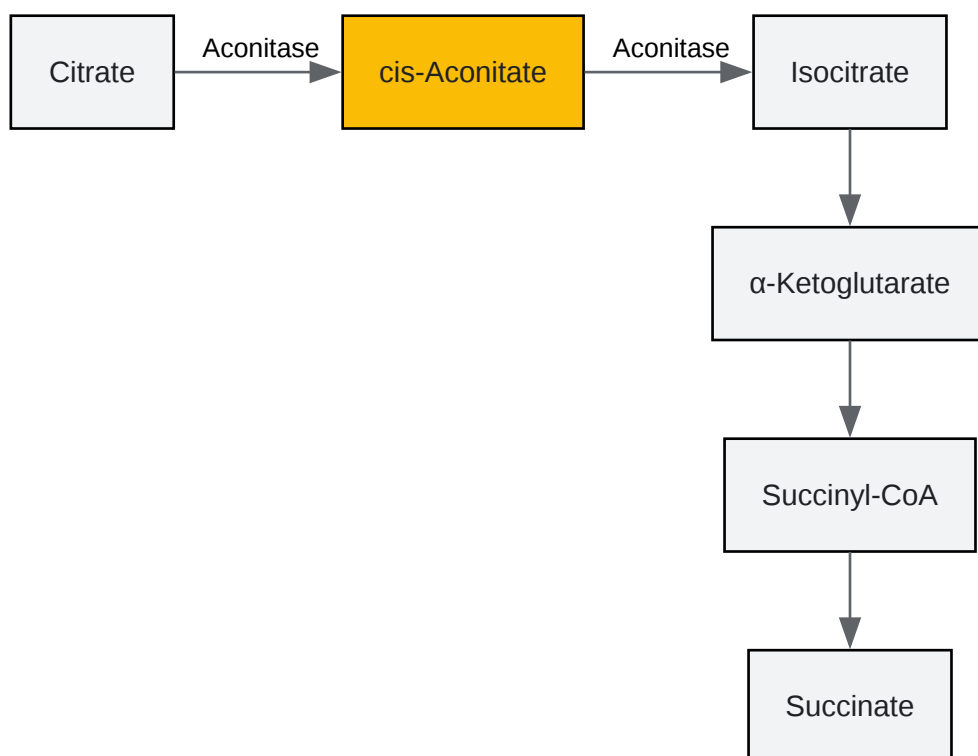 Citrate
Aconitase
cis-Aconitate
Aconitase
Isocitrate
α-Ketoglutarate
Succinyl-CoA
Succinate